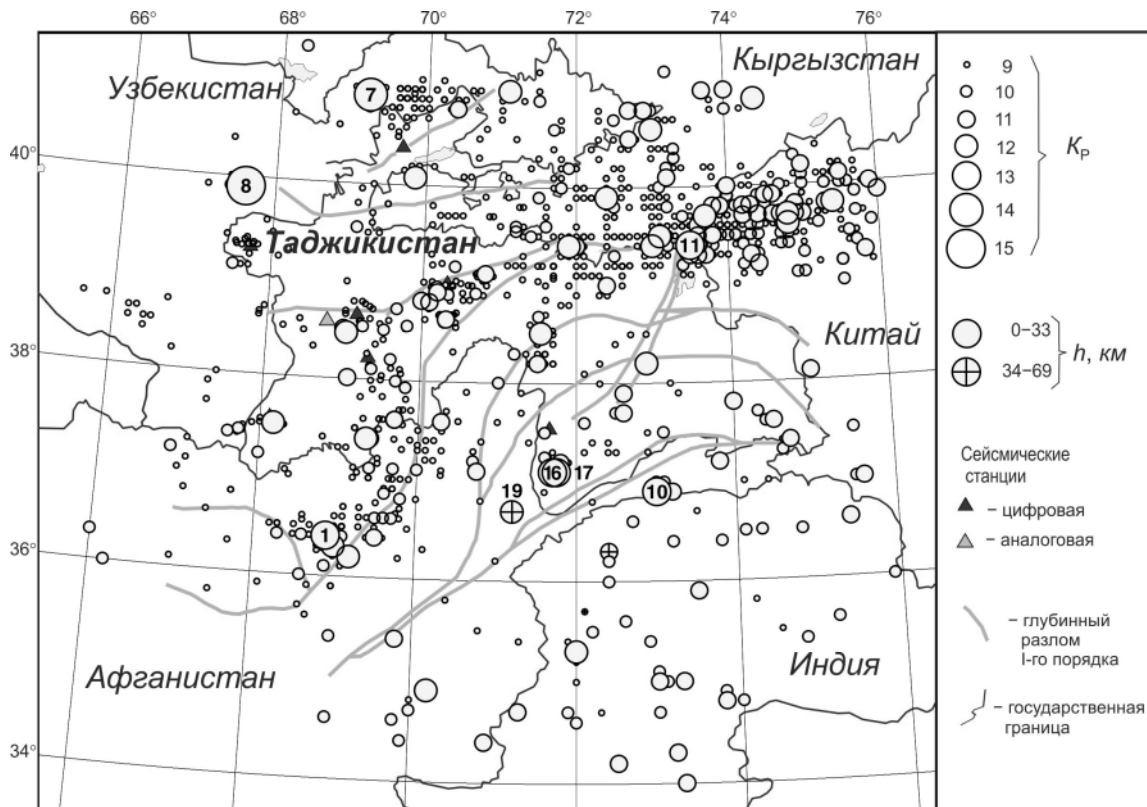 66° 68° 70° 72° 74° 76°
Узбекистан
Кыргызстан
7
40°
8
Таджикистан
11
38°
Китай
16 17
19
10
1
36°
Афганистан
Индия
34°
9
10
11
12
13
14
15
Kр
0–33
34–69
h, км
Сейсмические
станции
– цифровая
– аналоговая
– глубинный
разлом
I-го порядка
– государственная
граница